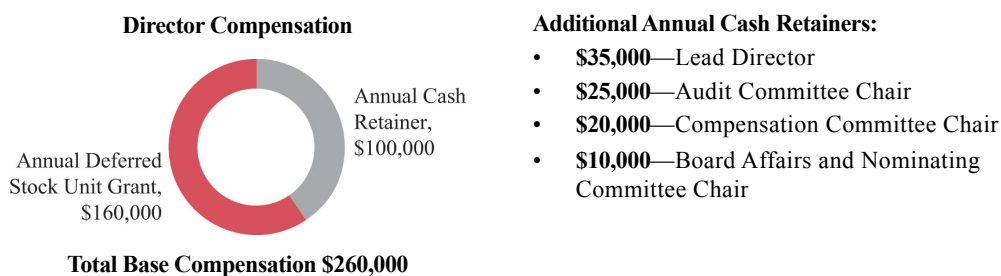 Director Compensation
Annual Cash
Retainer,
$100,000
Annual Deferred
Stock Unit Grant,
$160,000
Total Base Compensation $260,000
Additional Annual Cash Retainers:
• $35,000—Lead Director
• $25,000—Audit Committee Chair
• $20,000—Compensation Committee Chair
• $10,000—Board Affairs and Nominating
Committee Chair